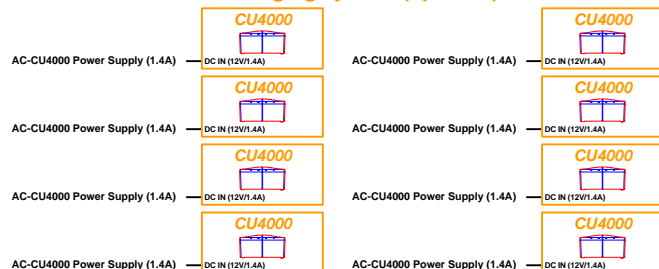 CU4000
CU4000
AC-CU4000 Power Supply (1.4A) DC IN (12V/1.4A)
AC-CU4000 Power Supply (1.4A) DC IN (12V/1.4A)
CU4000
CU4000
AC-CU4000 Power Supply (1.4A) DC IN (12V/1.4A)
AC-CU4000 Power Supply (1.4A) DC IN (12V/1.4A)
CU4000
CU4000
AC-CU4000 Power Supply (1.4A) DC IN (12V/1.4A)
AC-CU4000 Power Supply (1.4A) DC IN (12V/1.4A)
CU4000
CU4000
AC-CU4000 Power Supply (1.4A) DC IN (12V/1.4A)
AC-CU4000 Power Supply (1.4A) DC IN (12V/1.4A)